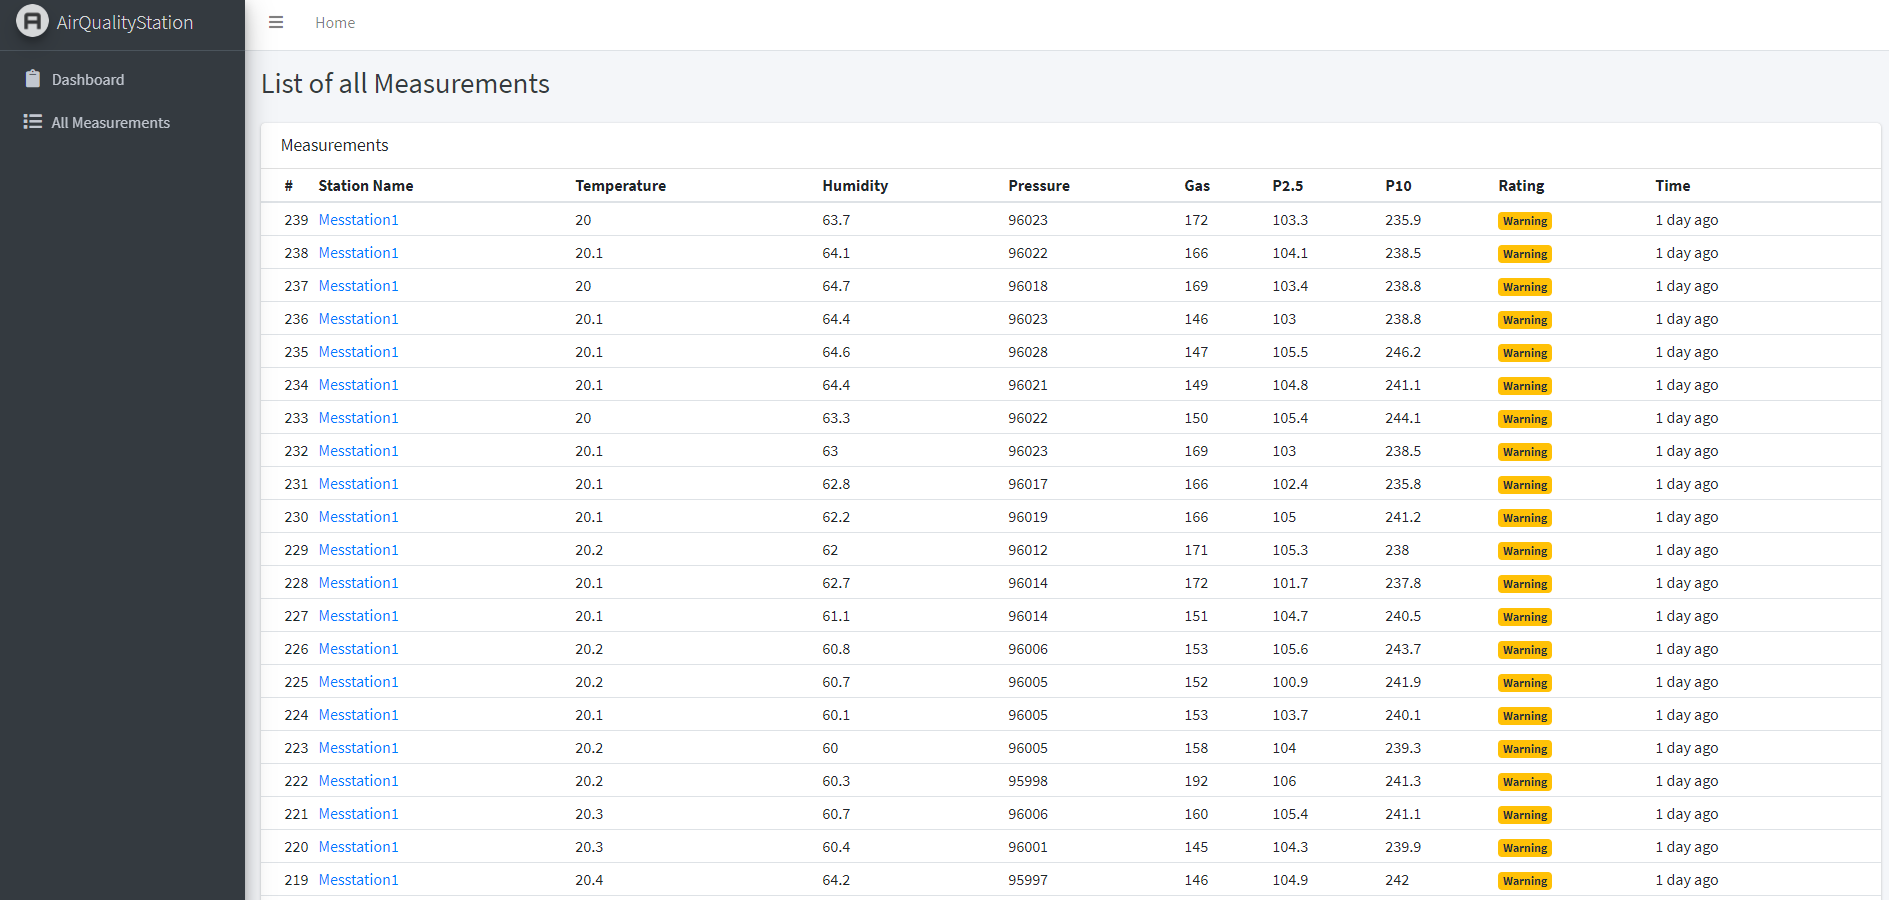 AirQualityStation
Home
Dashboard
All Measurements
List of all Measurements
Measurements
# Station Name Temperature Humidity Pressure Gas P2.5 P10 Rating Time
239 Messtation1 20 63.7 96023 172 103.3 235.9 Warning 1 day ago
238 Messtation1 20.1 64.1 96022 166 104.1 238.5 Warning 1 day ago
237 Messtation1 20 64.7 96018 169 103.4 238.8 Warning 1 day ago
236 Messtation1 20.1 64.4 96023 146 103 238.8 Warning 1 day ago
235 Messtation1 20.1 64.6 96028 147 105.5 246.2 Warning 1 day ago
234 Messtation1 20.1 64.4 96021 149 104.8 241.1 Warning 1 day ago
233 Messtation1 20 63.3 96022 150 105.4 244.1 Warning 1 day ago
232 Messtation1 20.1 63 96023 169 103 238.5 Warning 1 day ago
231 Messtation1 20.1 62.8 96017 166 102.4 235.8 Warning 1 day ago
230 Messtation1 20.1 62.2 96019 166 105 241.2 Warning 1 day ago
229 Messtation1 20.2 62 96012 171 105.3 238 Warning 1 day ago
228 Messtation1 20.1 62.7 96014 172 101.7 237.8 Warning 1 day ago
227 Messtation1 20.1 61.1 96014 151 104.7 240.5 Warning 1 day ago
226 Messtation1 20.2 60.8 96006 153 105.6 243.7 Warning 1 day ago
225 Messtation1 20.2 60.7 96005 152 100.9 241.9 Warning 1 day ago
224 Messtation1 20.1 60.1 96005 153 103.7 240.1 Warning 1 day ago
223 Messtation1 20.2 60 96005 158 104 239.3 Warning 1 day ago
222 Messtation1 20.2 60.3 95998 192 106 241.3 Warning 1 day ago
221 Messtation1 20.3 60.7 96006 160 105.4 241.1 Warning 1 day ago
220 Messtation1 20.3 60.4 96001 145 104.3 239.9 Warning 1 day ago
219 Messtation1 20.4 64.2 95997 146 104.9 242 Warning 1 day ago